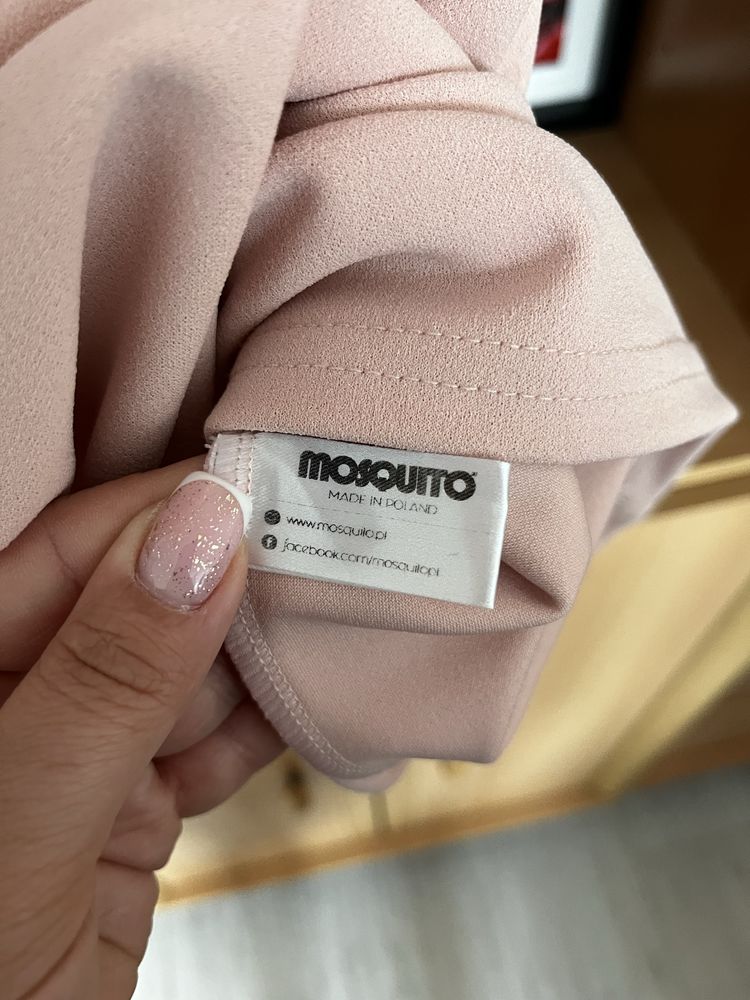 MOSQUITO
MADE IN POLAND
www.mosquito.pl
facebook.com/mosquitopl